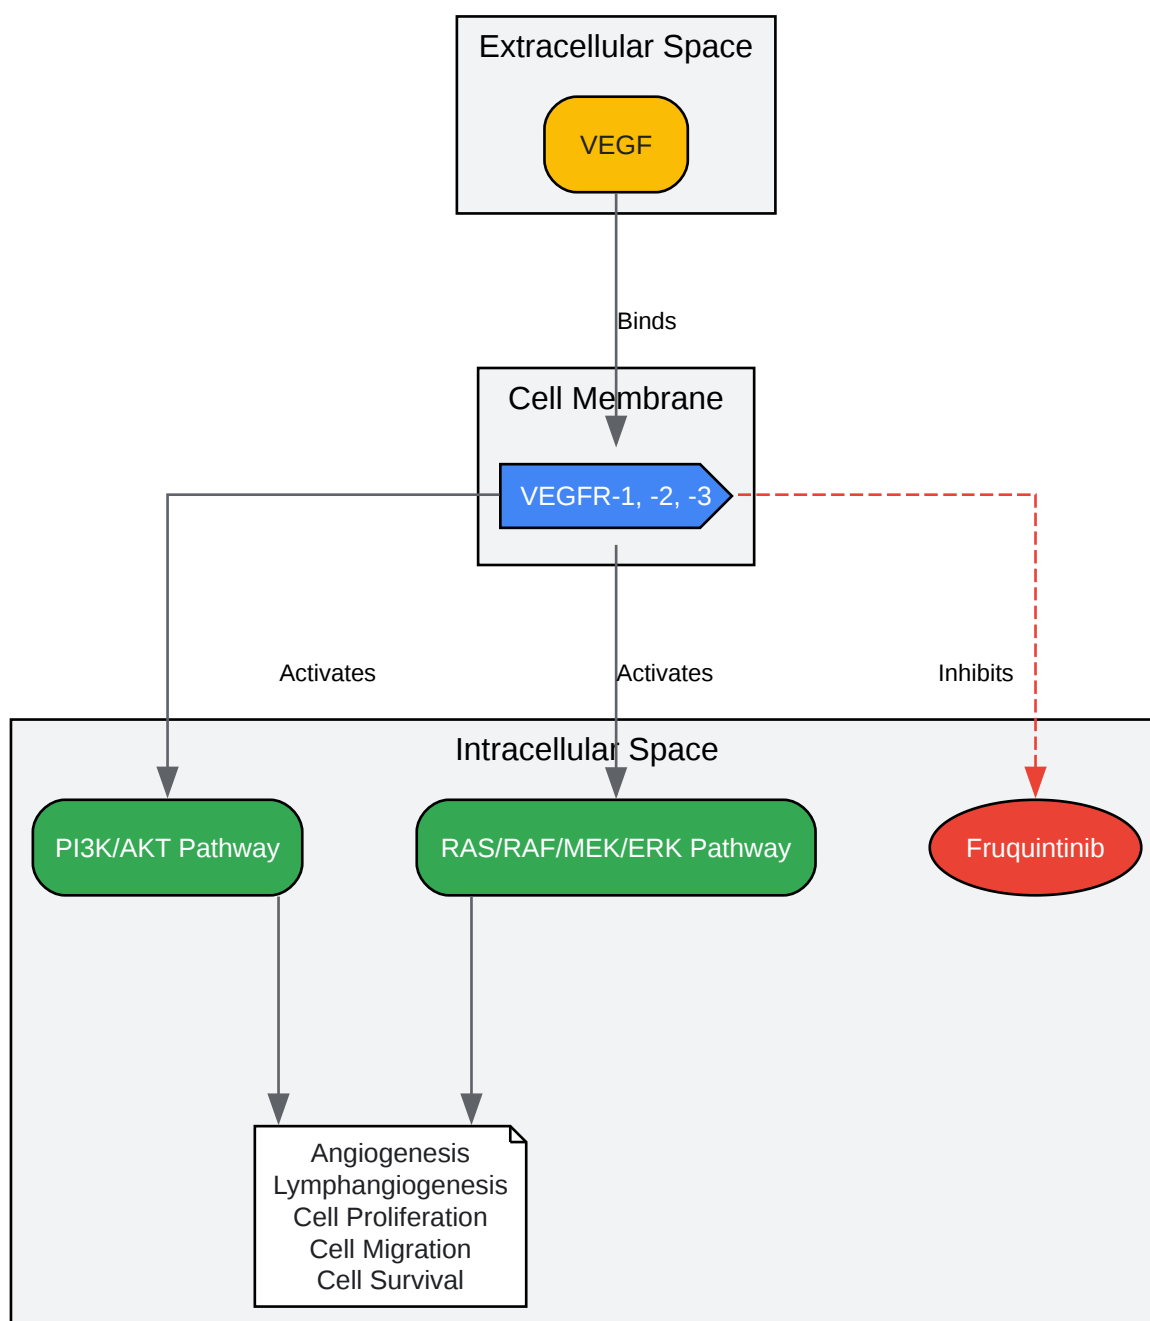 Extracellular Space
VEGF
Binds
Cell Membrane
VEGFR-1, -2, -3
Activates
Activates
Inhibits
Intracellular Space
PI3K/AKT Pathway
RAS/RAF/MEK/ERK Pathway
Fruquintinib
Angiogenesis
Lymphangiogenesis
Cell Proliferation
Cell Migration
Cell Survival